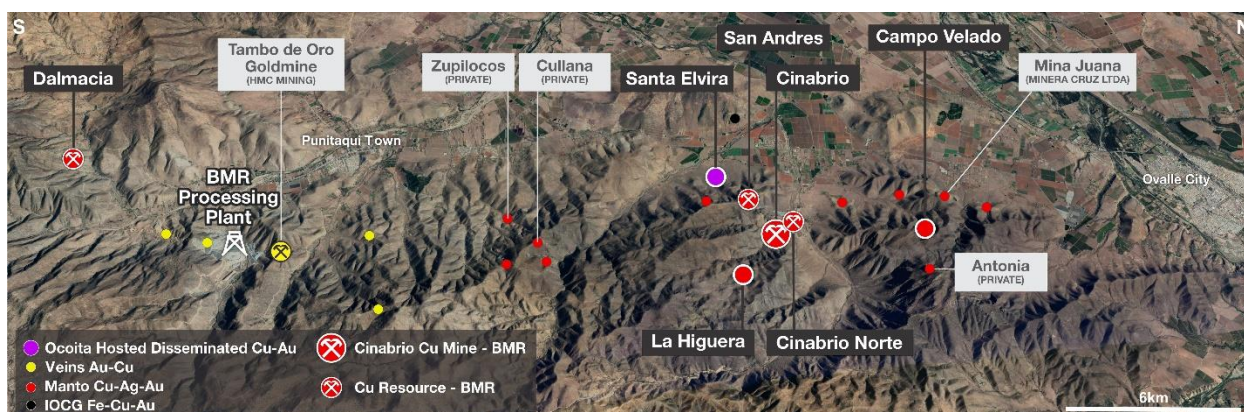 S
N
San Andres
Campo Velado
Tambo de Oro
Goldmine
(HMC MINING)
Dalmacia
Zupilocos
(PRIVATE)
Cullana
(PRIVATE)
Santa Elvira
Cinabrio
Mina Juana
(MINERA CRUZ LTDA)
Punitaqui Town
BMR
Processing
Plant
Ovalle City
Antonia
(PRIVATE)
La Higuera
Cinabrio Norte
Ocoita Hosted Disseminated Cu-Au
Veins Au-Cu
Manto Cu-Ag-Au
IOCG Fe-Cu-Au
Cinabrio Cu Mine - BMR
Cu Resource - BMR
6km